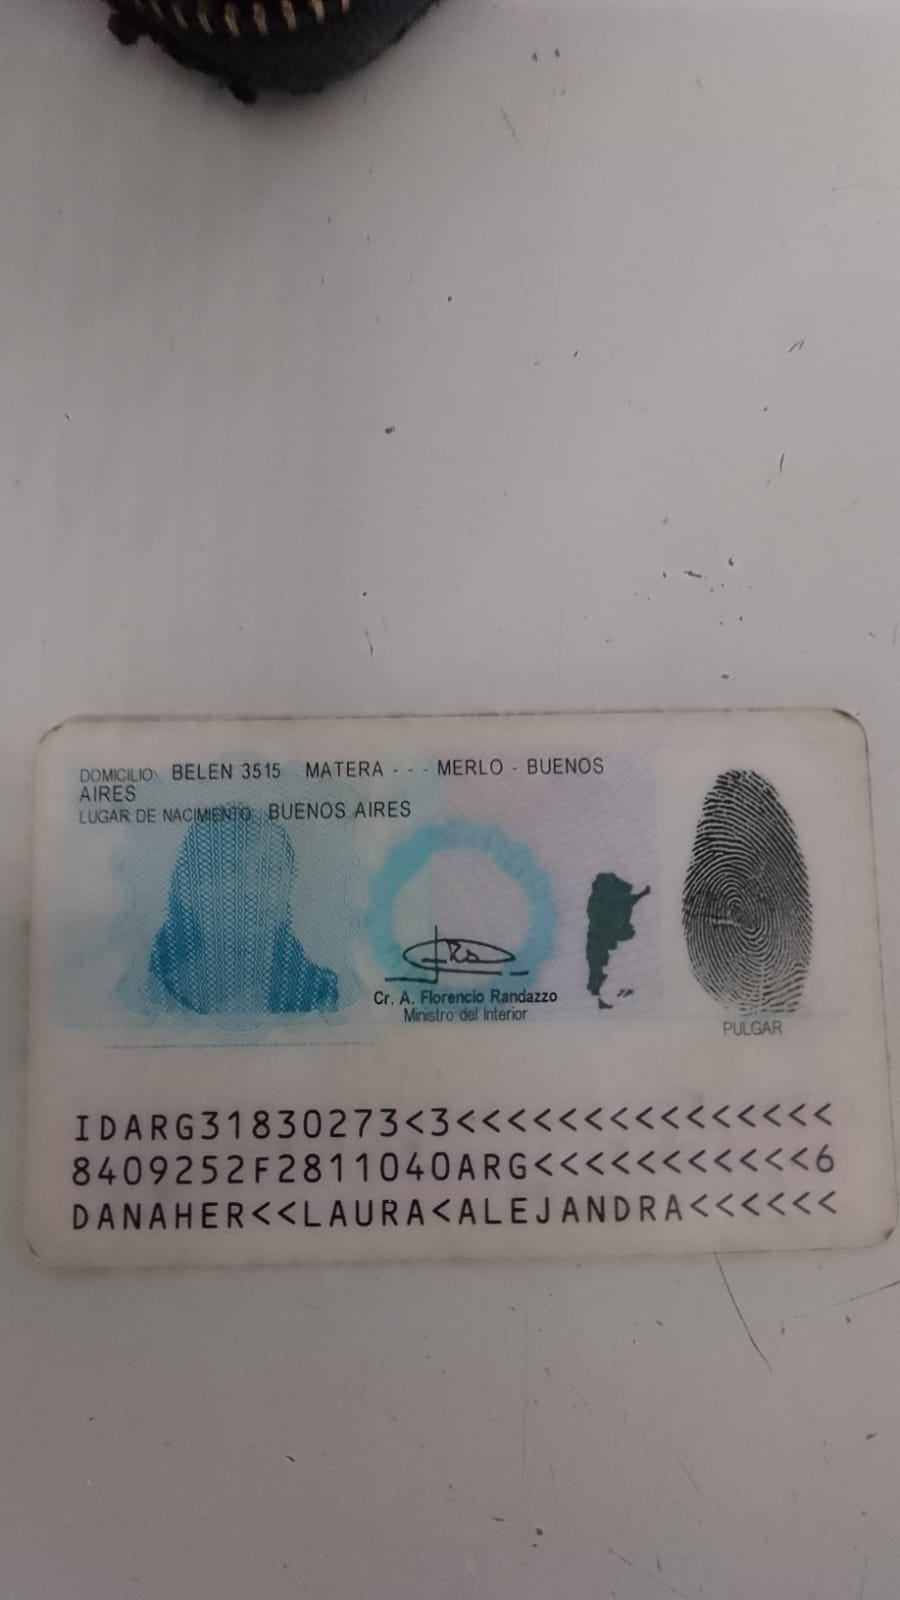 DOMICILIO: BELEN 3515 MATERA - - - MERLO - BUENOS
AIRES
LUGAR DE NACIMIENTO: BUENOS AIRES
Cr. A. Florencio Randazzo
Ministro del Interior
PULGAR
IDARG31830273<3<<<<<<<<<<<<<<<<
8409252F2811040ARG<<<<<<<<<<<<6
DANAHER<<LAURA<ALEJANDRA<<<<<<